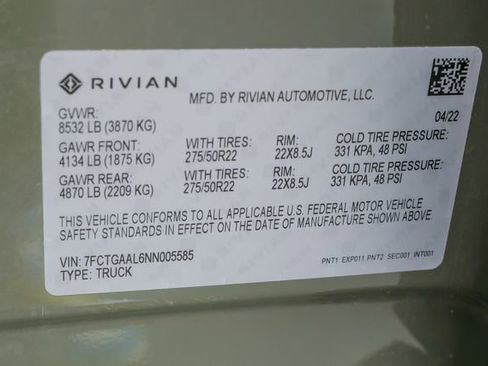 RIVIAN
MFD. BY RIVIAN AUTOMOTIVE, LLC.
GVWR:
8532 LB (3870 KG)
04/22
GAWR FRONT: WITH TIRES: RIM: COLD TIRE PRESSURE:
4134 LB (1875 KG) 275/50R22 22X8.5J 331 KPA, 48 PSI
GAWR REAR: WITH TIRES: RIM: COLD TIRE PRESSURE:
4870 LB (2209 KG) 275/50R22 22X8.5J 331 KPA, 48 PSI
THIS VEHICLE CONFORMS TO ALL APPLICABLE U.S. FEDERAL MOTOR VEHICLE
SAFETY STANDARDS IN EFFECT ON THE DATE OF MANUFACTURE SHOWN ABOVE
VIN: 7FCTGAAL6NN005585
TYPE: TRUCK
PNT1: EXP011 PNT2: SEC001 INT001